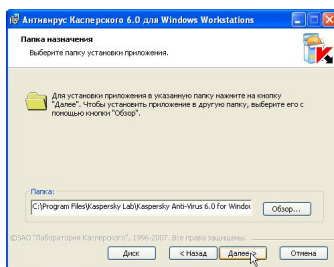 Антивирус Касперского 6.0 для Windows Workstations
Папка назначения
Выберите папку установки приложения.
Для установки приложения в указанную папку нажмите на кнопку
"Далее". Чтобы установить приложение в другую папку, выберите его с
помощью кнопки "Обзор".
Папка:
C:\Program Files\Kaspersky Lab\Kaspersky Anti-Virus 6.0 for Window
Обзор...
©ЗАО "Лаборатория Касперского", 1996-2007. Все права защищены.
Диск
< Назад
Далее >
Отмена